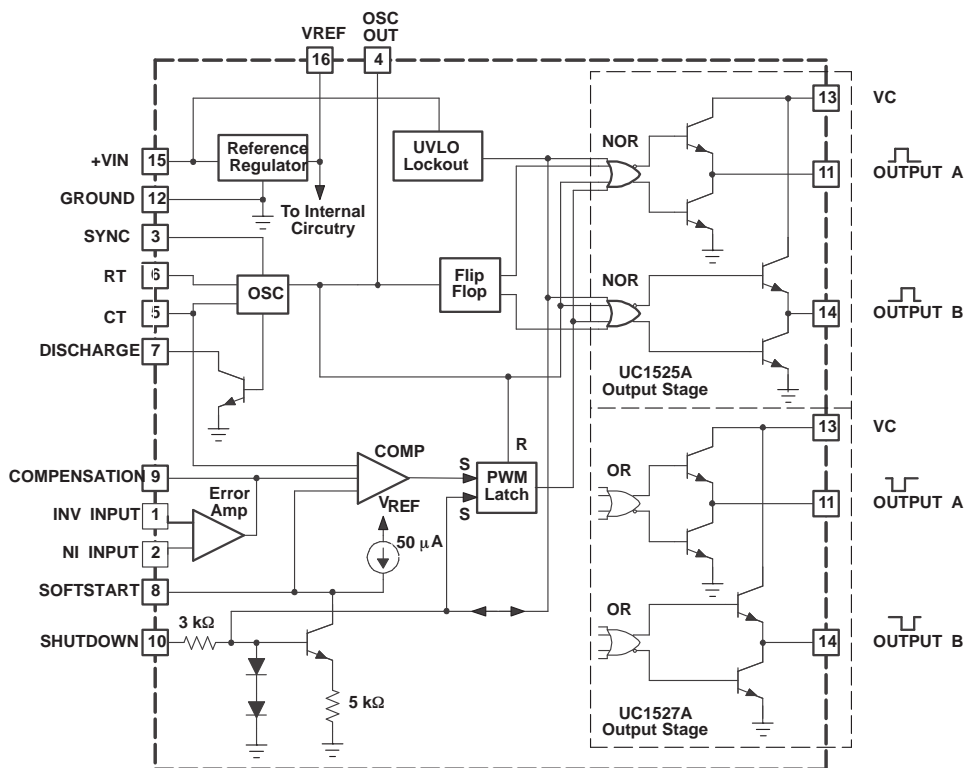 OSC
OUT
VREF
16
4
13
VC
+VIN
15
Reference
Regulator
UVLO
Lockout
NOR
11
OUTPUT A
GROUND
12
To Internal
Circutry
SYNC
3
RT
6
OSC
Flip
Flop
NOR
CT
5
14
OUTPUT B
DISCHARGE
7
UC1525A
Output Stage
13
VC
COMP
R
OR
COMPENSATION
9
S
PWM
Latch
S
11
OUTPUT A
Error
Amp
VREF
INV INPUT
1
50 µA
NI INPUT
2
SOFTSTART
8
OR
3 kΩ
SHUTDOWN
10
14
OUTPUT B
5 kΩ
UC1527A
Output Stage